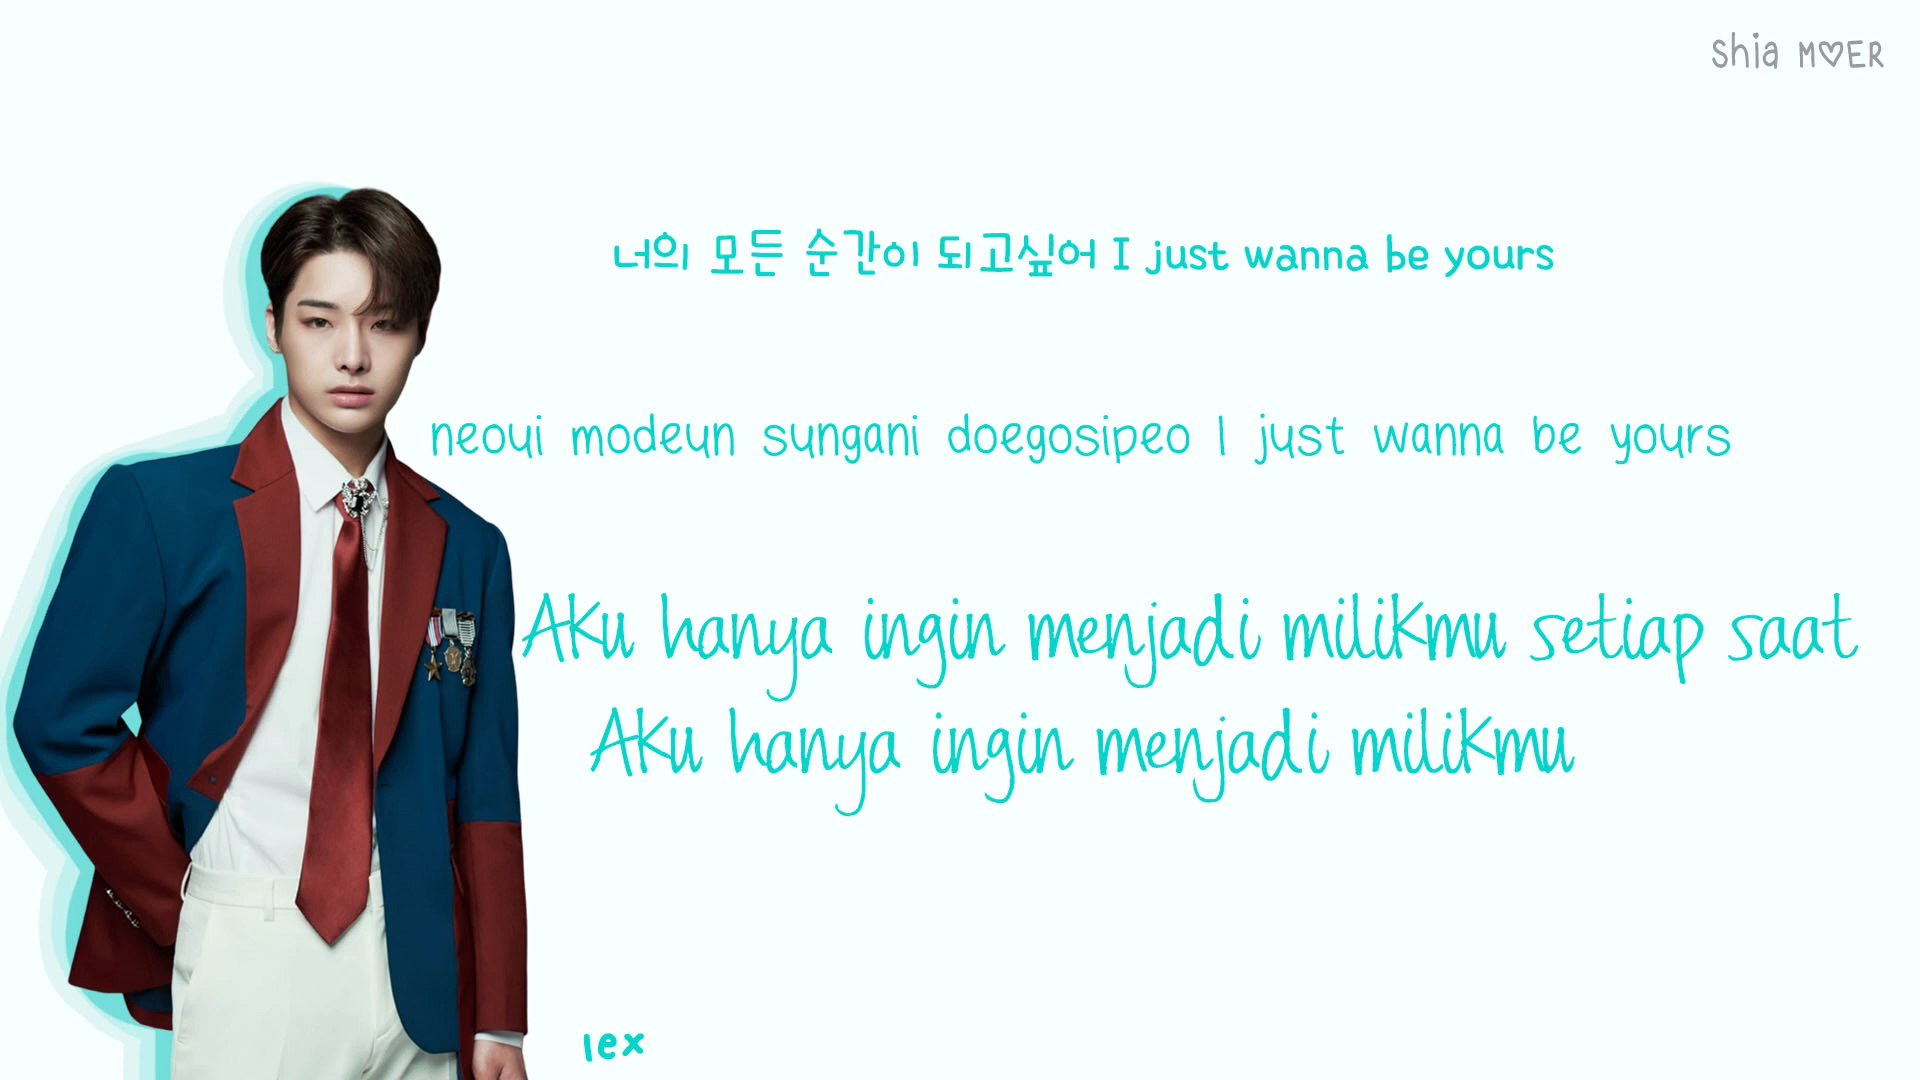 Shia M♡ER
너의 모든 순간이 되고싶어 I just wanna be yours
neoui modeun sungani doegosipeo I just wanna be yours
Aku hanya ingin menjadi milikmu setiap saat
Aku hanya ingin menjadi milikmu
lex